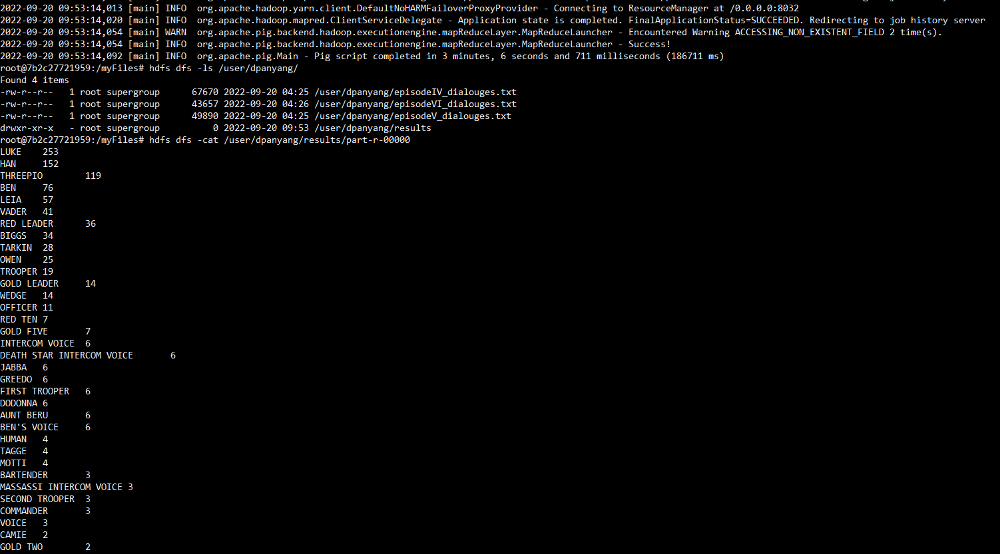 2022-09-20 09:53:14,013 [main] INFO  org.apache.hadoop.yarn.client.DefaultNoHARMFailoverProxyProvider - Connecting to ResourceManager at /0.0.0.0:8032
2022-09-20 09:53:14,020 [main] INFO  org.apache.hadoop.mapred.ClientServiceDelegate - Application state is completed. FinalApplicationStatus=SUCCEEDED. Redirecting to job history server
2022-09-20 09:53:14,054 [main] WARN  org.apache.pig.backend.hadoop.executionengine.mapReduceLayer.MapReduceLauncher - Encountered Warning ACCESSING_NON_EXISTENT_FIELD 2 time(s).
2022-09-20 09:53:14,054 [main] INFO  org.apache.pig.backend.hadoop.executionengine.mapReduceLayer.MapReduceLauncher - Success!
2022-09-20 09:53:14,092 [main] INFO  org.apache.pig.Main - Pig script completed in 3 minutes, 6 seconds and 711 milliseconds (186711 ms)
root@7b2c27721959:/myFiles# hdfs dfs -ls /user/dpanyang/
Found 4 items
-rw-r--r--   1 root supergroup      67670 2022-09-20 04:25 /user/dpanyang/episodeIV_dialouges.txt
-rw-r--r--   1 root supergroup      43657 2022-09-20 04:26 /user/dpanyang/episodeVI_dialouges.txt
-rw-r--r--   1 root supergroup      49890 2022-09-20 04:25 /user/dpanyang/episodeV_dialouges.txt
drwxr-xr-x   - root supergroup          0 2022-09-20 09:53 /user/dpanyang/results
root@7b2c27721959:/myFiles# hdfs dfs -cat /user/dpanyang/results/part-r-00000
LUKE    253
HAN     152
THREEPIO        119
BEN     76
LEIA    57
VADER   41
RED LEADER      36
BIGGS   34
TARKIN  28
OWEN    25
TROOPER 19
GOLD LEADER     14
WEDGE   14
OFFICER 11
RED TEN 7
GOLD FIVE       7
INTERCOM VOICE  6
DEATH STAR INTERCOM VOICE       6
JABBA   6
GREEDO  6
FIRST TROOPER   6
DODONNA 6
AUNT BERU       6
BEN'S VOICE     6
HUMAN   4
TAGGE   4
MOTTI   4
BARTENDER       3
MASSASSI INTERCOM VOICE 3
SECOND TROOPER  3
COMMANDER       3
VOICE   3
CAMIE   2
GOLD TWO        2